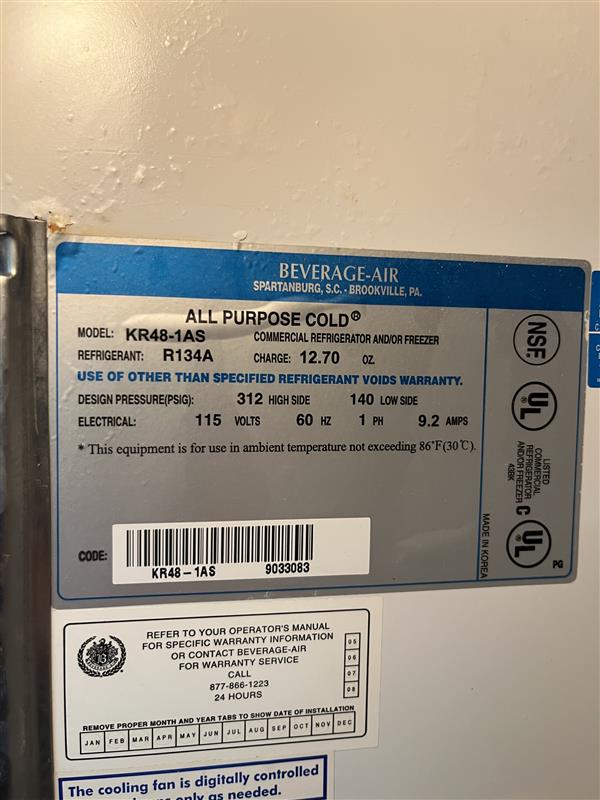 BEVERAGE-AIR
SPARTANBURG, S.C. · BROOKVILLE, PA.
ALL PURPOSE COLD®
MODEL: KR48-1AS COMMERCIAL REFRIGERATOR AND/OR FREEZER
REFRIGERANT: R134A CHARGE: 12.70 OZ.
USE OF OTHER THAN SPECIFIED REFRIGERANT VOIDS WARRANTY.
DESIGN PRESSURE(PSIG): 312 HIGH SIDE 140 LOW SIDE
ELECTRICAL: 115 VOLTS 60 HZ 1 PH 9.2 AMPS
* This equipment is for use in ambient temperature not exceeding 86°F(30℃).
CODE:
KR48-1AS 9033083
NSF.
UL
LISTED
COMMERCIAL
REFRIGERATOR
AND/OR FREEZER
43BK
C UL
PG
MADE IN KOREA
REFER TO YOUR OPERATOR'S MANUAL
FOR SPECIFIC WARRANTY INFORMATION
OR CONTACT BEVERAGE-AIR
FOR WARRANTY SERVICE
CALL
877-866-1223
24 HOURS
05
06
07
08
REMOVE PROPER MONTH AND YEAR TABS TO SHOW DATE OF INSTALLATION
JAN FEB MAR APR MAY JUN JUL AUG SEP OCT NOV DEC
The cooling fan is digitally controlled
only as needed.